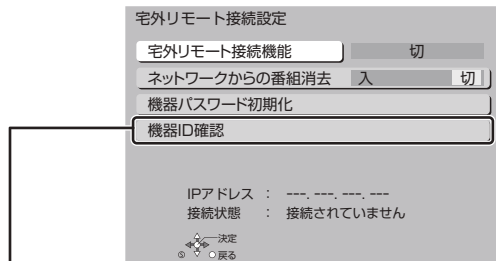 宅外リモート接続設定
宅外リモート接続機能 切
ネットワークからの番組消去 入 切
機器パスワード初期化
機器ID確認
IPアドレス ： ---. ---. ---. ---
接続状態 ： 接続されていません
決定
戻る